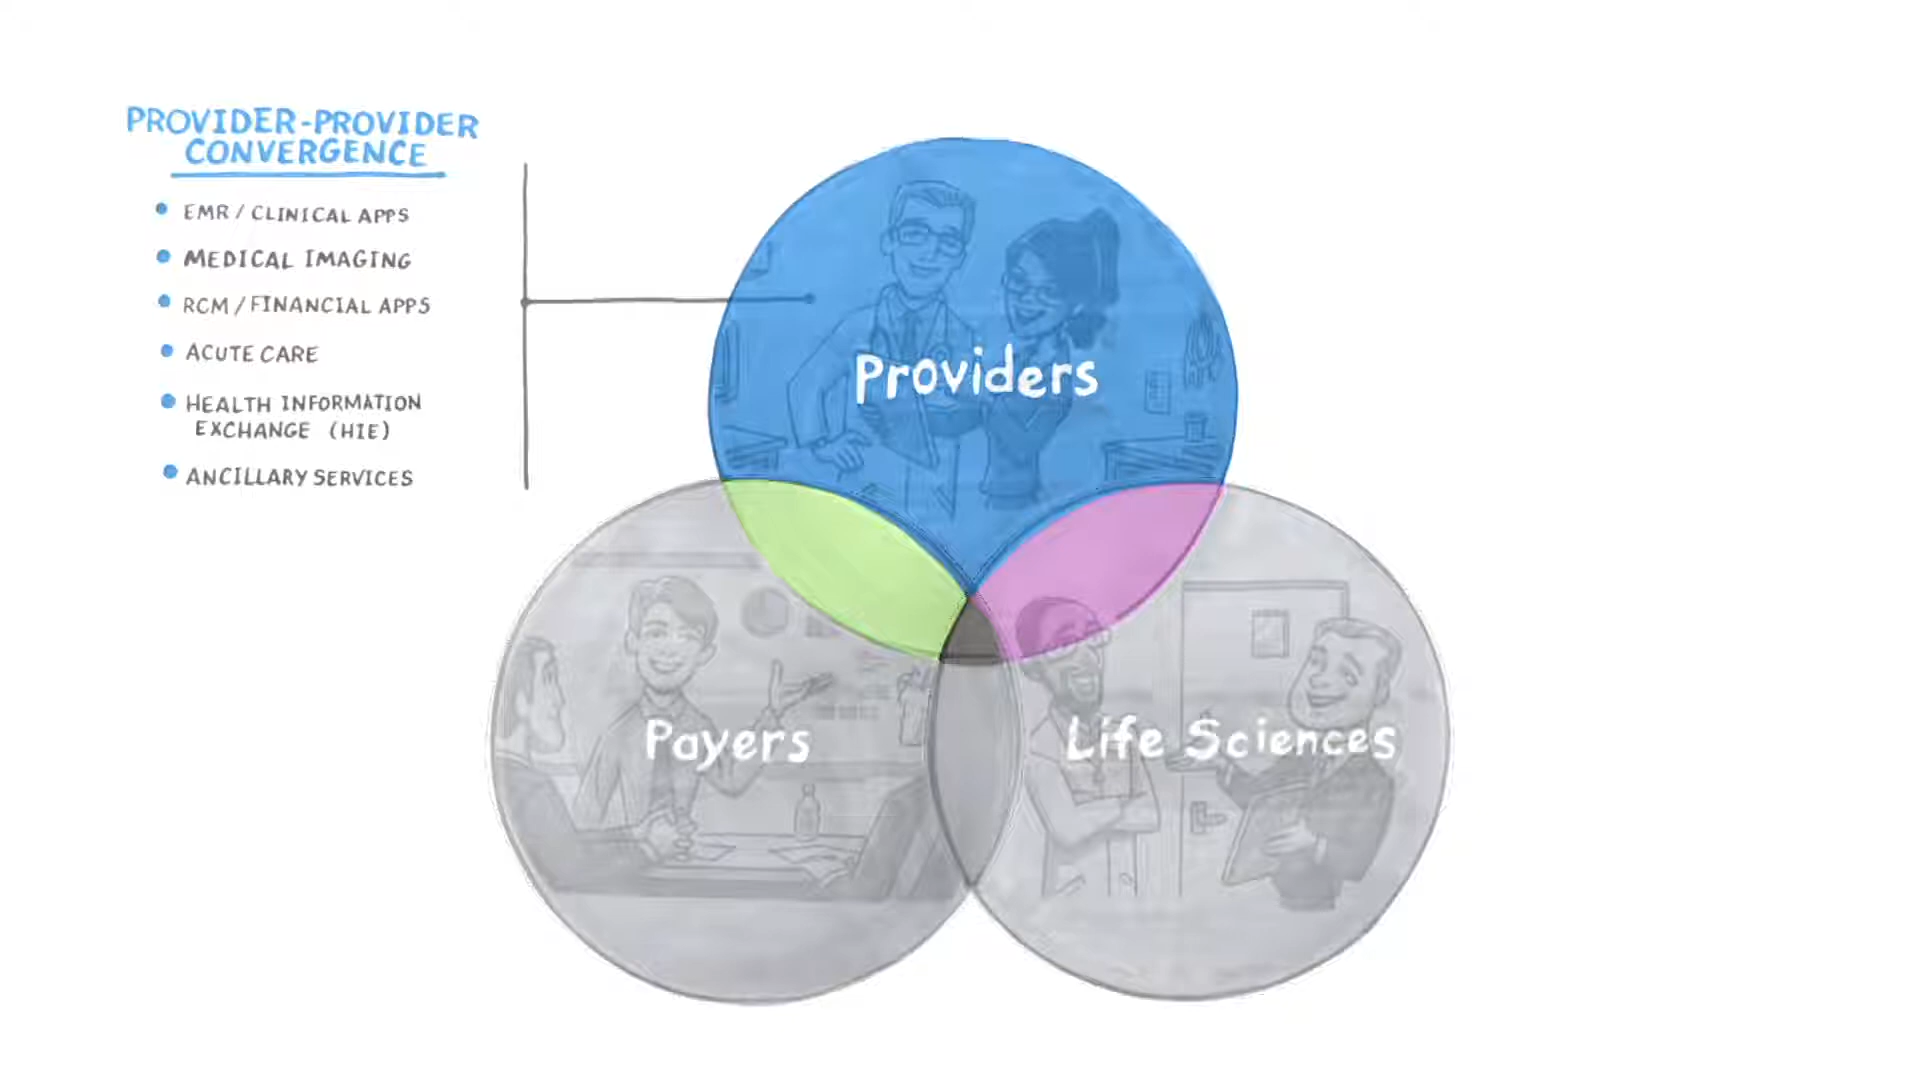 PROVIDER-PROVIDER
CONVERGENCE
EMR / CLINICAL APPS
MEDICAL IMAGING
RCM / FINANCIAL APPS
ACUTE CARE
HEALTH INFORMATION
EXCHANGE (HIE)
ANCILLARY SERVICES
Providers
Payers
Life Sciences